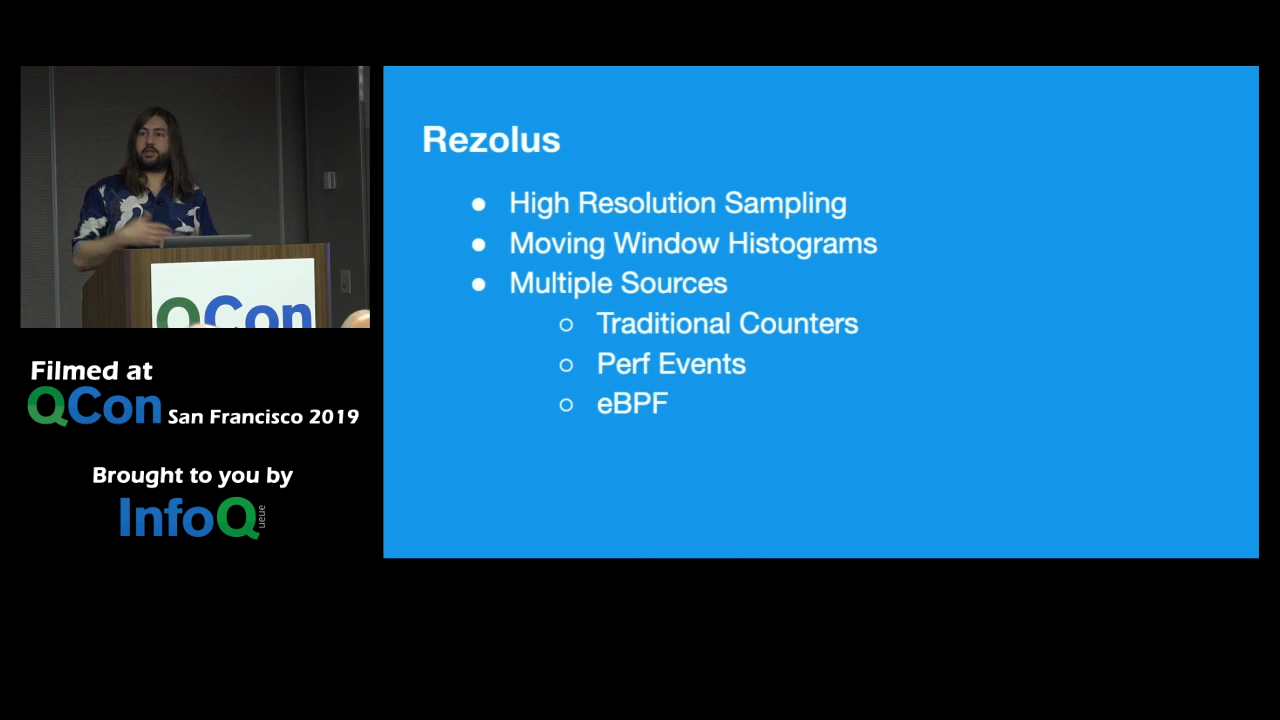 Rezolus
● High Resolution Sampling
● Moving Window Histograms
● Multiple Sources
○ Traditional Counters
○ Perf Events
○ eBPF
QCon
Filmed at
QCon San Francisco 2019
Brought to you by
InfoQ
ueue